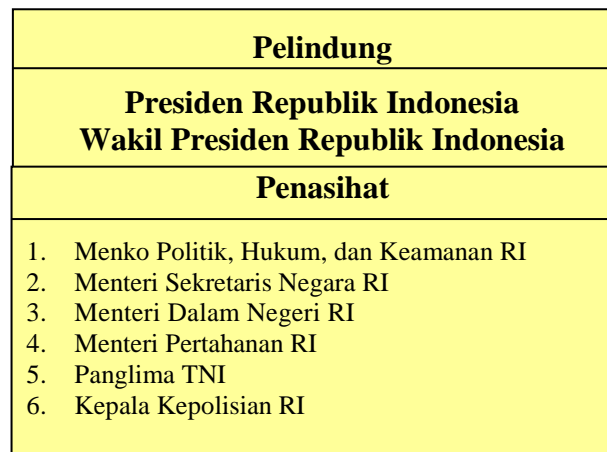 Pelindung
Presiden Republik Indonesia
Wakil Presiden Republik Indonesia
Penasihat
1. Menko Politik, Hukum, dan Keamanan RI
2. Menteri Sekretaris Negara RI
3. Menteri Dalam Negeri RI
4. Menteri Pertahanan RI
5. Panglima TNI
6. Kepala Kepolisian RI